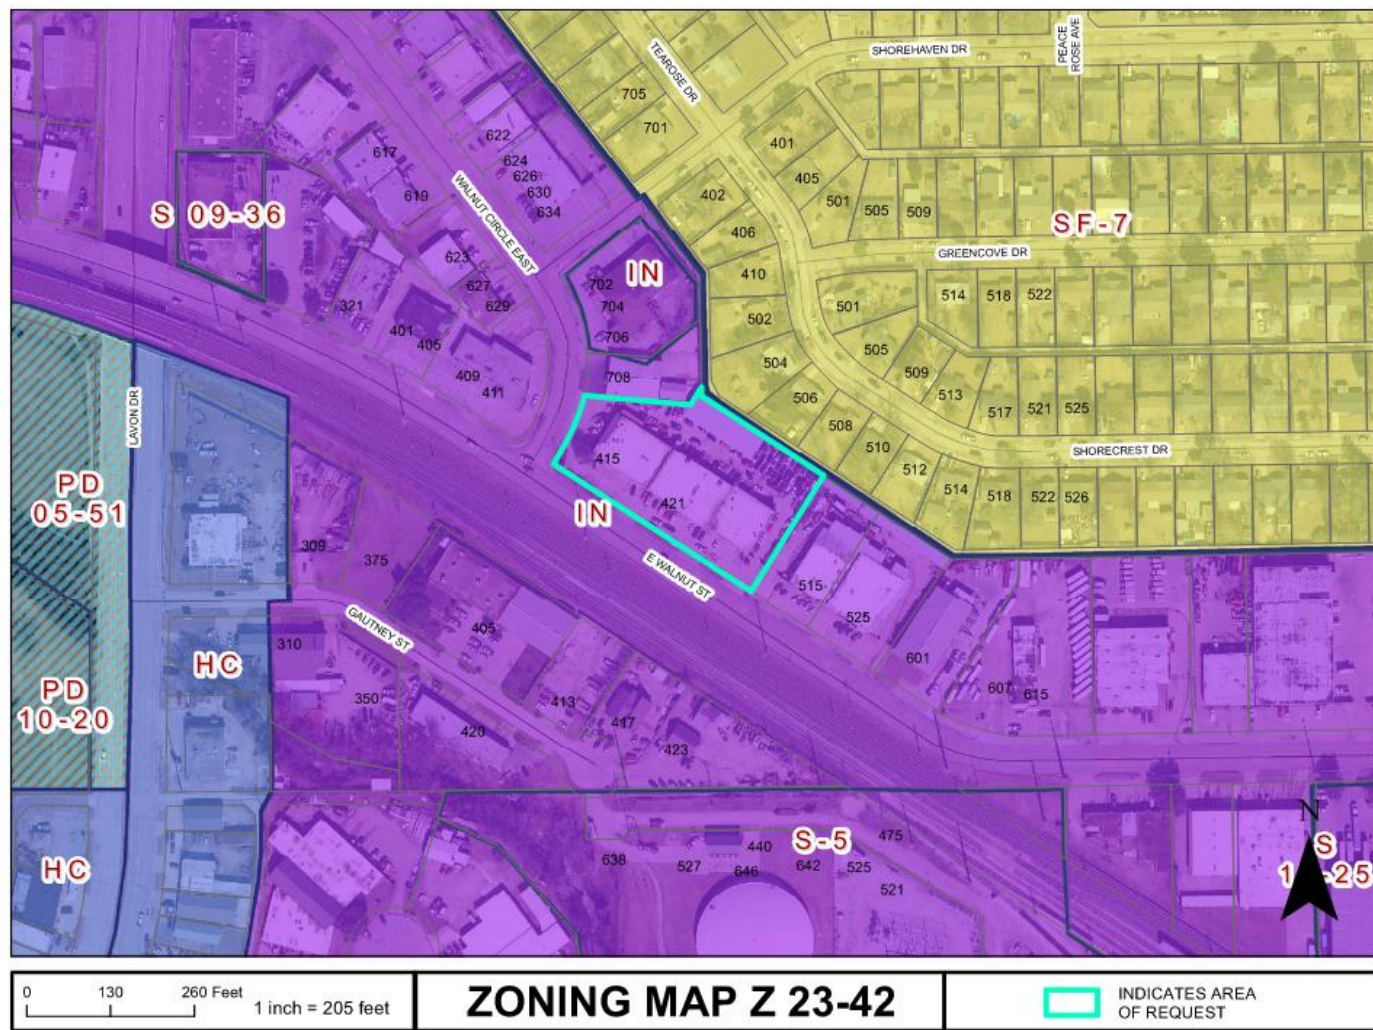 SHOREHAVEN DR
PEACE
ROSE AVE
TEAROSE DR
705
701
401
405
501
505
509
402
406
410
502
504
506
508
510
512
514
518
522
526
SF-7
GREENCOVE DR
501
505
509
513
517
521
525
514
518
522
SHORECREST DR
622
624
626
630
634
617
619
WALNUT CIRCLE EAST
623
627
629
S 09-36
321
401
405
409
411
IN
702
704
706
708
415
421
IN
E WALNUT ST
515
525
601
607
615
LAVON DR
PD
05-51
PD
10-20
HC
HC
309
375
GAUTNEY ST
310
350
405
413
417
420
423
S-5
475
440
638
527
646
642
525
521
N
S
0
130
260 Feet
1 inch = 205 feet
ZONING MAP Z 23-42
INDICATES AREA
OF REQUEST